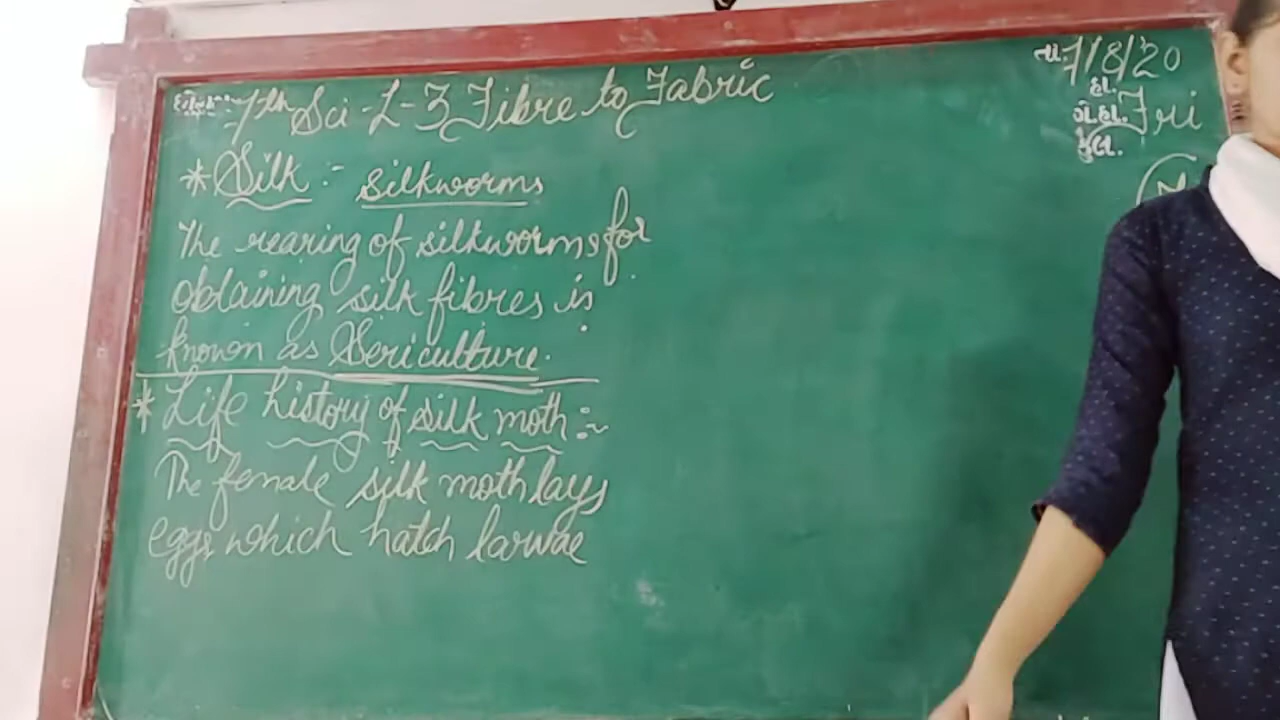 7th Sci-L-3 Fibre to Fabric
તા. 7/8/20
હા.
ગે.હા. Fri
કુલ.
* Silk :- silkworms
The rearing of silkworms for
obtaining silk fibres is
known as Sericulture.
* Life history of silk moth :-
The female silk moth lays
eggs which hatch larvae